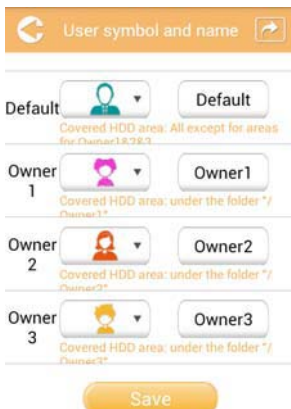 User symbol and name
Default
Default
Covered HDD area: All except for areas
for Owner1&2&3
Owner
1
Owner1
Covered HDD area: under the folder "/
Owner1"
Owner
2
Owner2
Covered HDD area: under the folder "/
Owner2"
Owner
3
Owner3
Covered HDD area: under the folder "/
Owner3"
Save